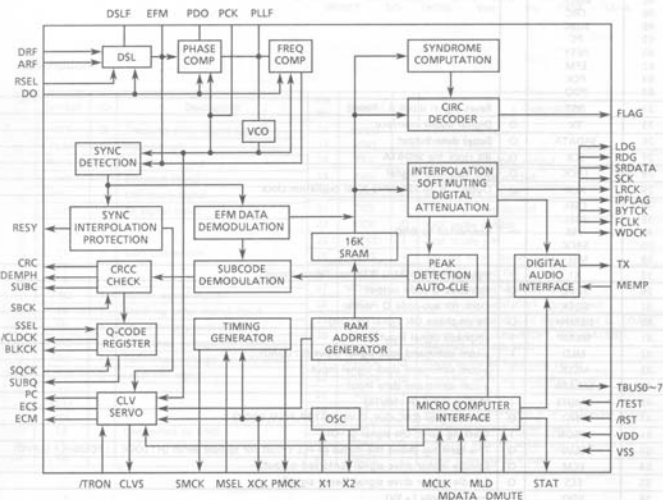 DSLF EFM PDO PCK PLLF
DRF
ARF
RSEL
DO
DSL
PHASE
COMP
FREQ
COMP
VCO
SYNDROME
COMPUTATION
CIRC
DECODER
FLAG
SYNC
DETECTION
SYNC
INTERPOLATION
PROTECTION
RESY
EFM DATA
DEMODULATION
SUBCODE
DEMODULATION
16K
SRAM
INTERPOLATION
SOFT MUTING
DIGITAL
ATTENUATION
PEAK
DETECTION
AUTO-CUE
DIGITAL
AUDIO
INTERFACE
LDG
RDG
SRDATA
SCK
LRCK
IPFLAG
BYTCK
FCLK
WDCK
TX
MEMP
CRC
DEMPH
SUBC
SBCK
CRCC
CHECK
SSEL
/CLDCK
BLKCK
SQCK
SUBQ
Q-CODE
REGISTER
TIMING
GENERATOR
RAM
ADDRESS
GENERATOR
PC
ECS
ECM
CLV
SERVO
OSC
MICRO COMPUTER
INTERFACE
TBUS0~7
/TEST
/RST
VDD
VSS
/TRON CLVS SMCK MSEL XCK PMCK X1 X2 MCLK MDATA MLD DMUTE STAT